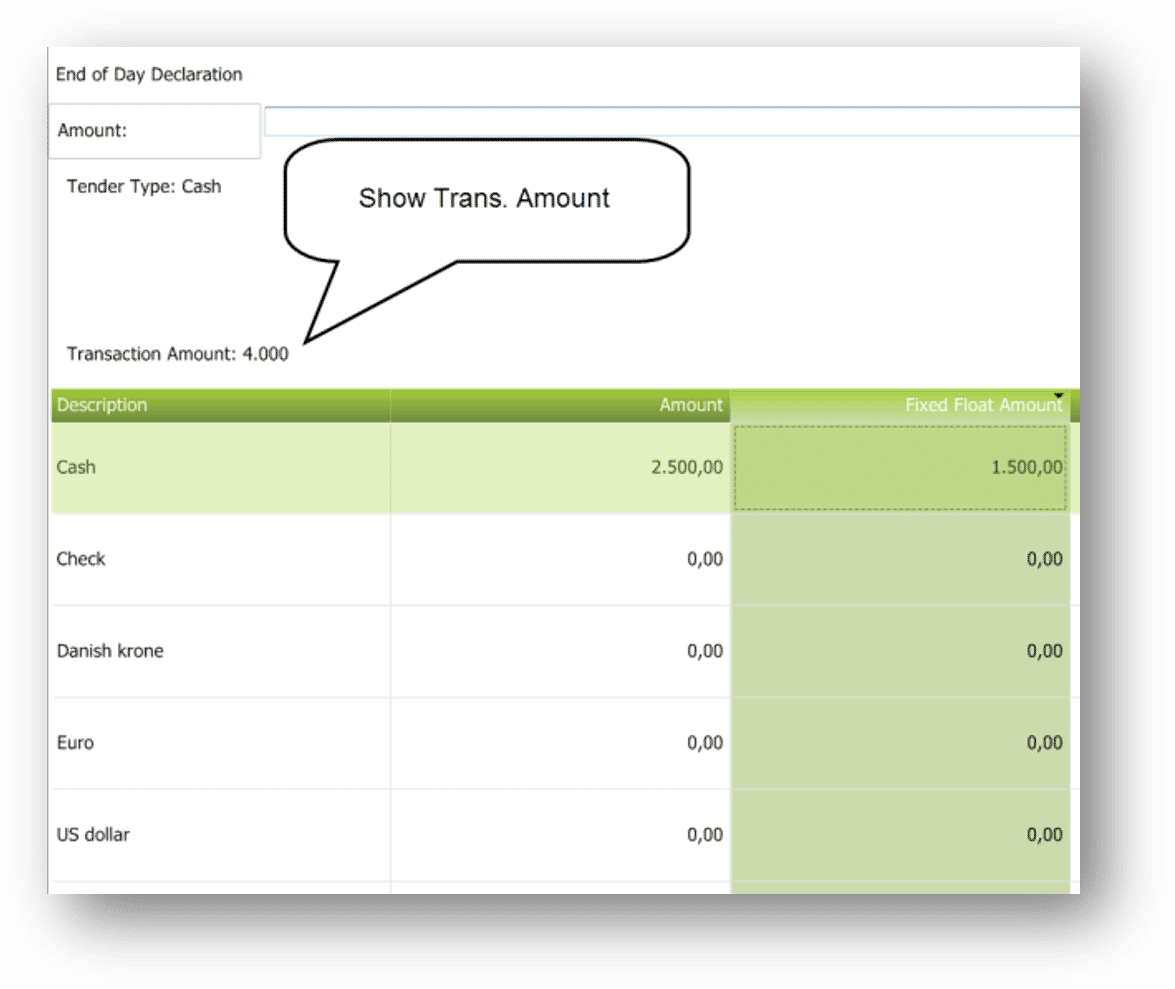 End of Day Declaration
Amount:
Tender Type: Cash
Show Trans. Amount
Transaction Amount: 4.000
Description Amount Fixed Float Amount
Cash 2.500,00 1.500,00
Check 0,00 0,00
Danish krone 0,00 0,00
Euro 0,00 0,00
US dollar 0,00 0,00